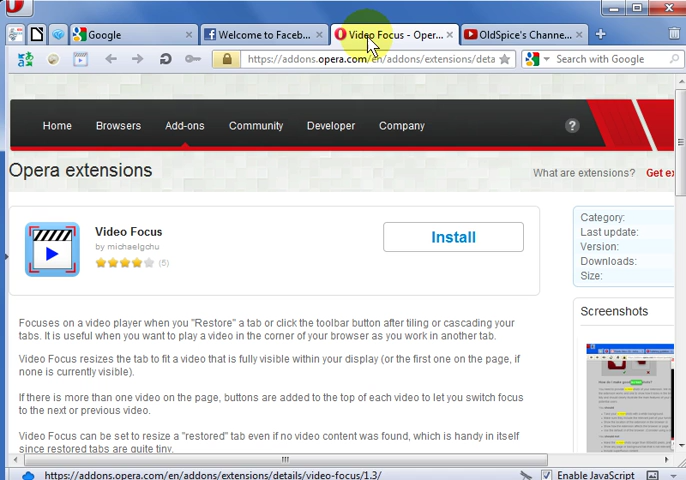 Google
Welcome to Faceb...
Video Focus - Oper...
OldSpice's Channe...
https://addons.opera.com/en/addons/extensions/deta
Search with Google
Home Browsers Add-ons Community Developer Company ?
Opera extensions
What are extensions? Get ex
Video Focus
by michaelgchu
(5)
Install
Category:
Last update:
Version:
Downloads:
Size:
Screenshots
Focuses on a video player when you "Restore" a tab or click the toolbar button after tiling or cascading your
tabs. It is useful when you want to play a video in the corner of your browser as you work in another tab.
Video Focus resizes the tab to fit a video that is fully visible within your display (or the first one on the page, if
none is currently visible).
If there is more than one video on the page, buttons are added to the top of each video to let you switch focus
to the next or previous video.
Video Focus can be set to resize a "restored" tab even if no video content was found, which is handy in itself
since restored tabs are quite tiny.
https://addons.opera.com/en/addons/extensions/details/video-focus/1.3/
Enable JavaScript